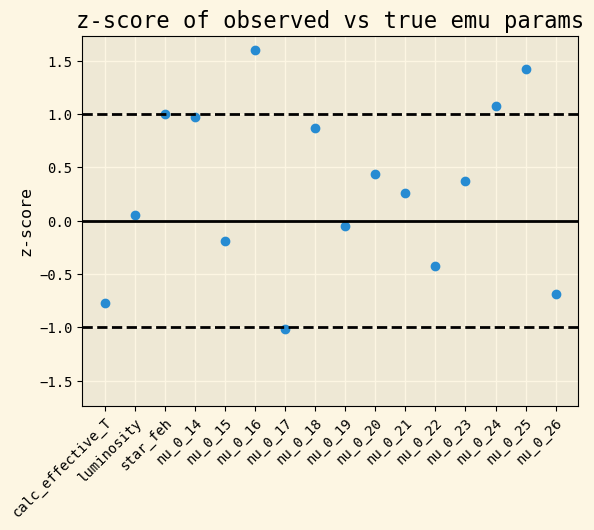 z-score of observed vs true emu params
z-score
1.5
1.0
0.5
0.0
−0.5
−1.0
−1.5
calc_effective_T
luminosity
star_feh
nu_0_14
nu_0_15
nu_0_16
nu_0_17
nu_0_18
nu_0_19
nu_0_20
nu_0_21
nu_0_22
nu_0_23
nu_0_24
nu_0_25
nu_0_26